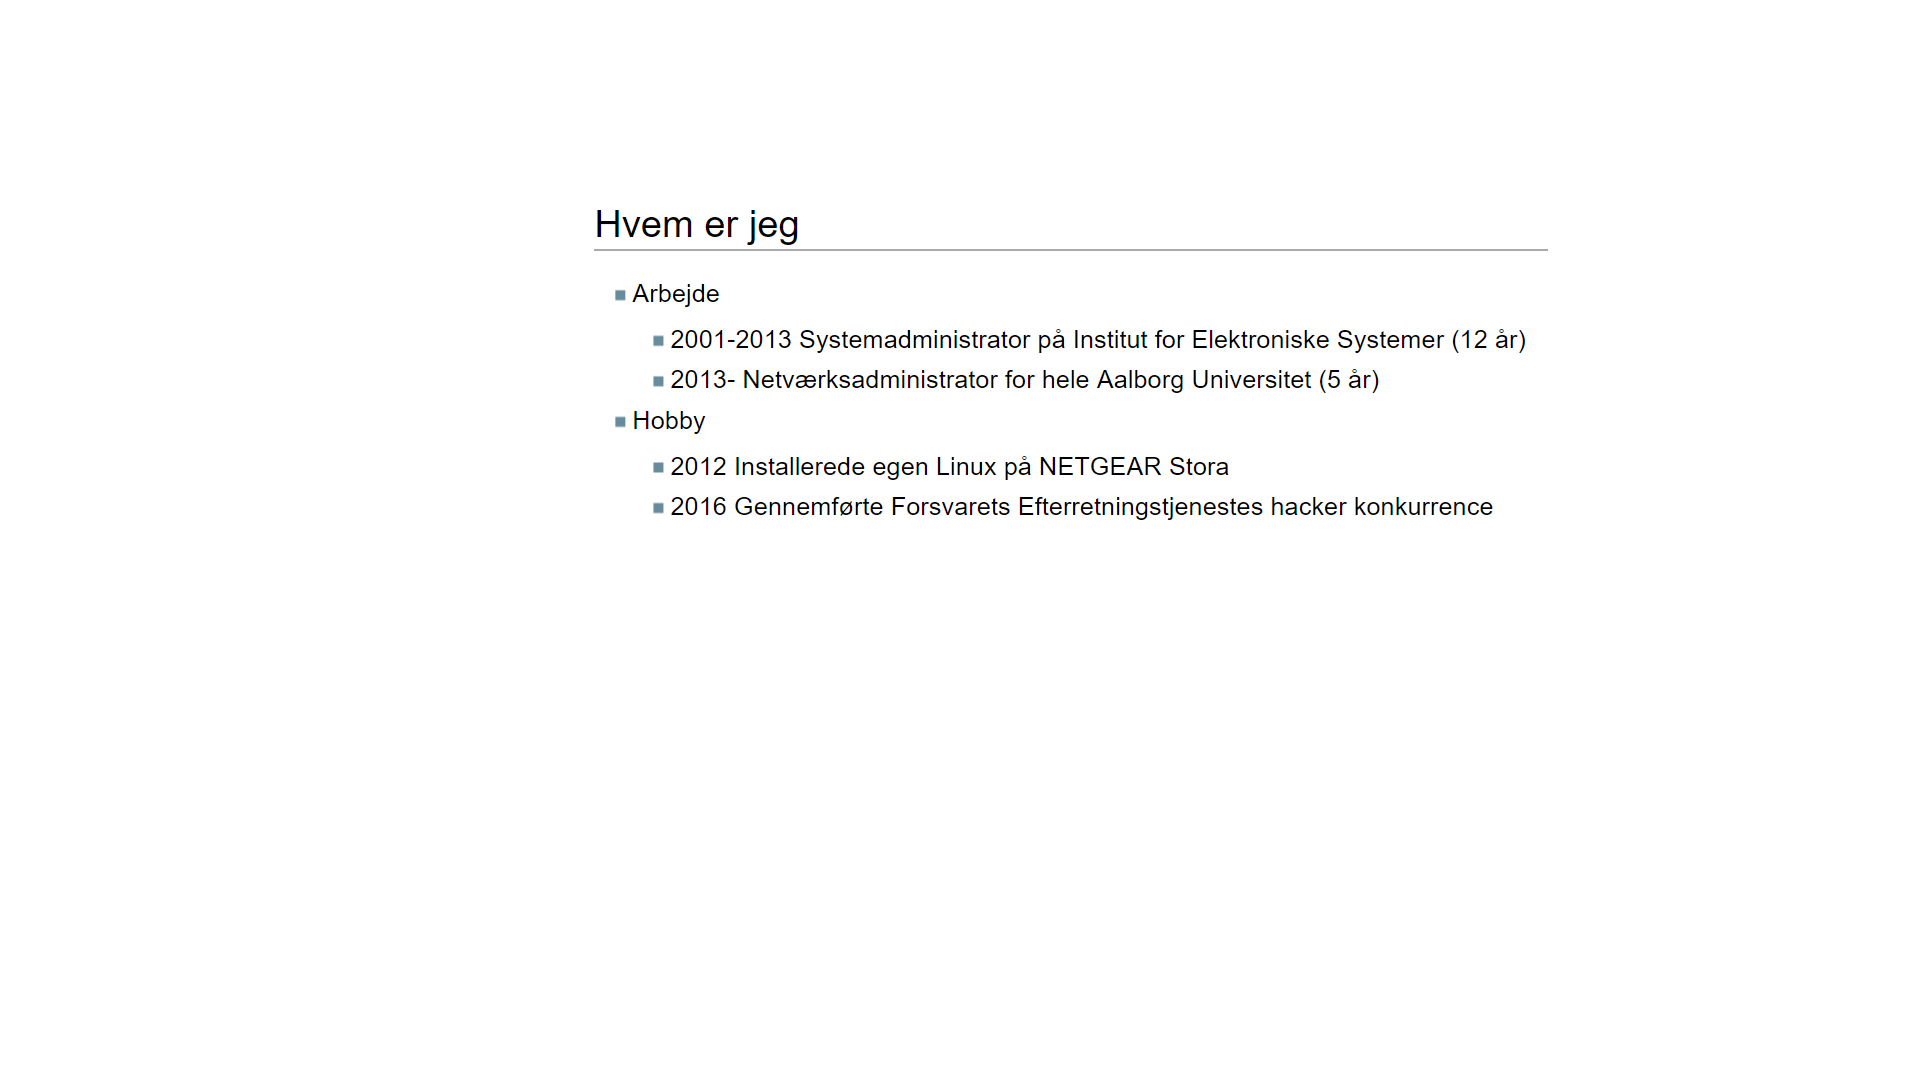 Hvem er jeg
Arbejde
2001-2013 Systemadministrator på Institut for Elektroniske Systemer (12 år)
2013- Netværksadministrator for hele Aalborg Universitet (5 år)
Hobby
2012 Installerede egen Linux på NETGEAR Stora
2016 Gennemførte Forsvarets Efterretningstjenestes hacker konkurrence